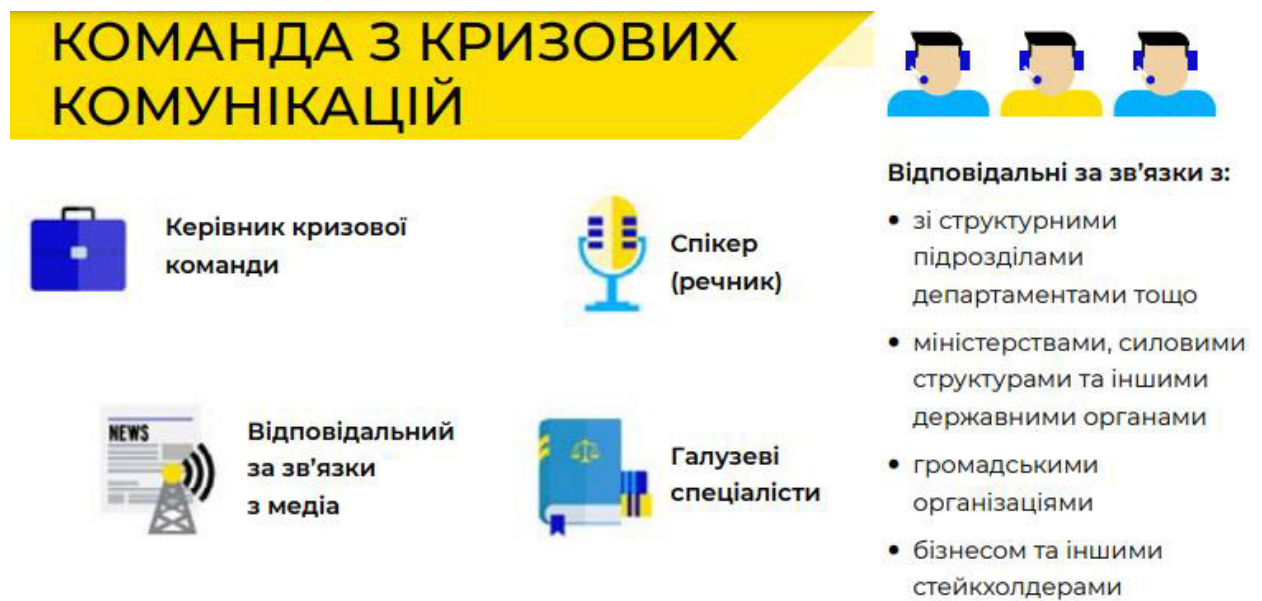 КОМАНДА З КРИЗОВИХ
КОМУНІКАЦІЙ
Керівник кризової
команди
Спікер
(речник)
NEWS
Відповідальний
за зв’язки
з медіа
Галузеві
спеціалісти
Відповідальні за зв’язки з:
• зі структурними
підрозділами
департаментами тощо
• міністерствами, силовими
структурами та іншими
державними органами
• громадськими
організаціями
• бізнесом та іншими
стейкхолдерами